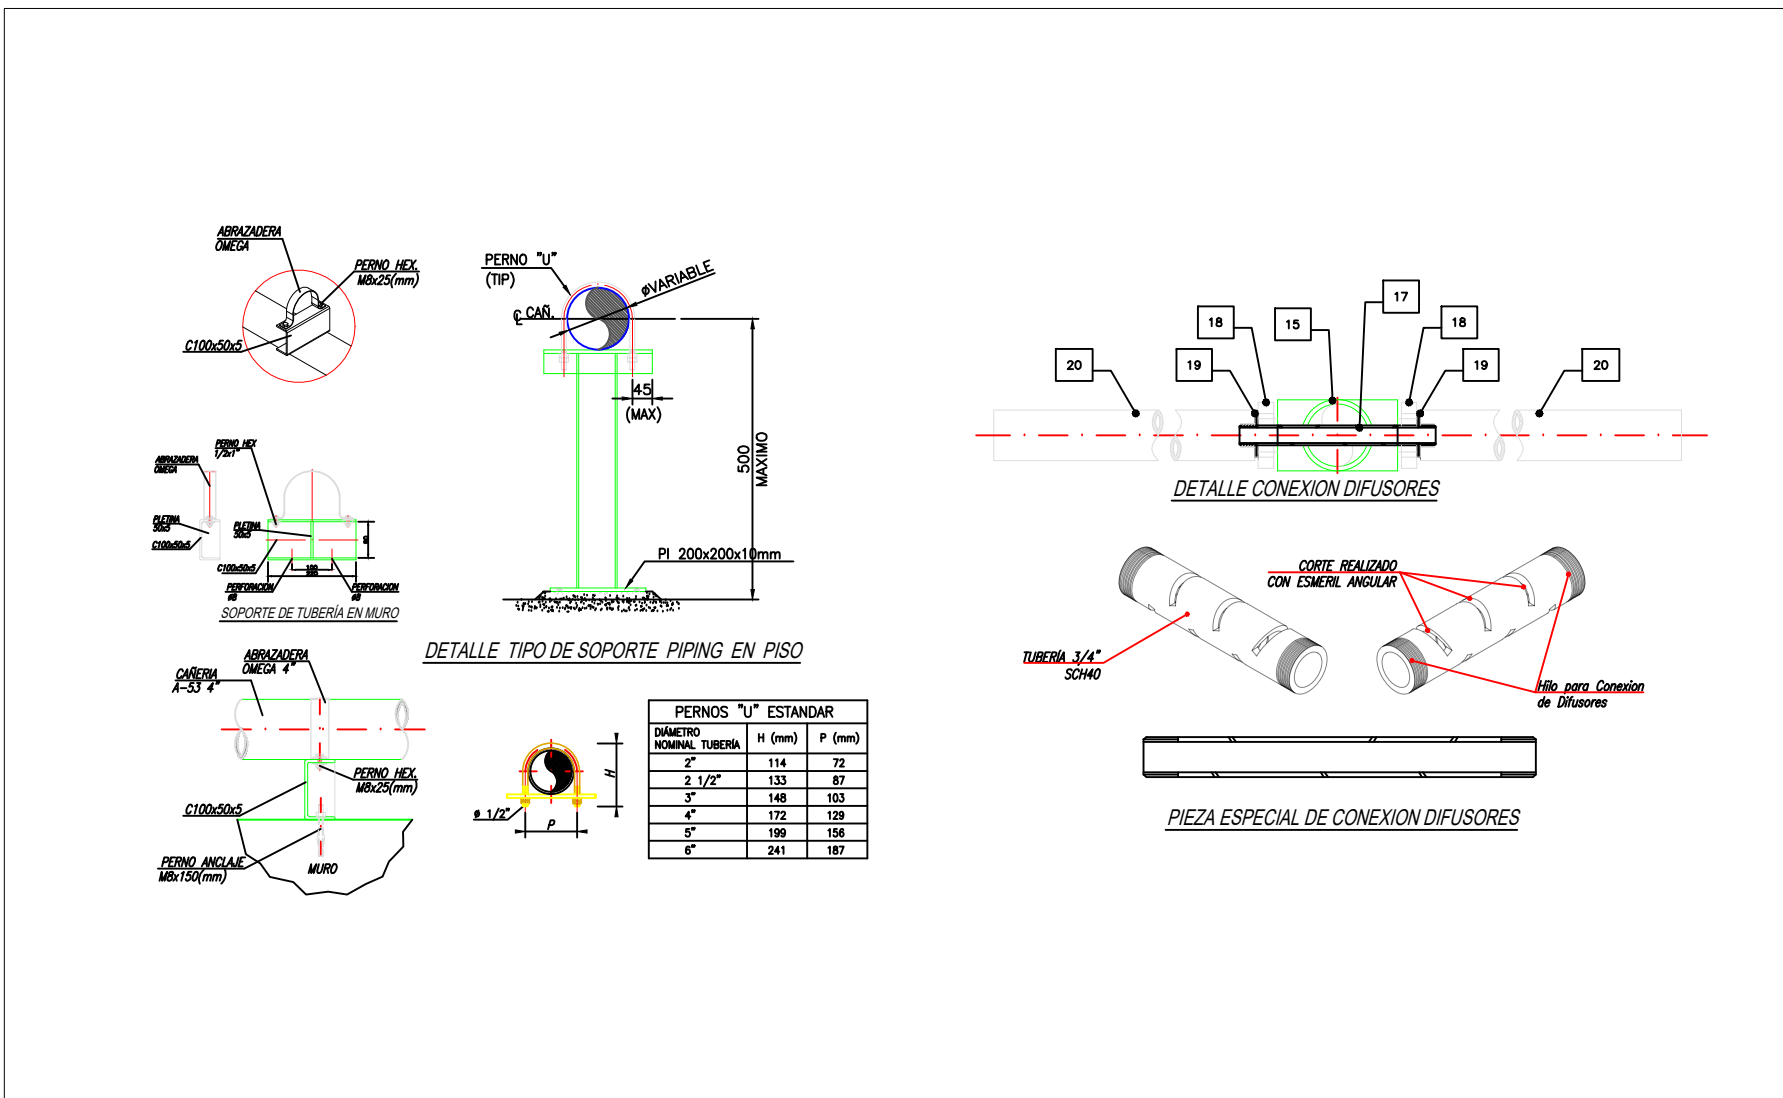 ABRAZADERA
OMEGA
PERNO HEX.
M8x25(mm)
C100x50x5
PERNO HEX
1/2x1"
ABRAZADERA
OMEGA
PLETINA
50x5
C100x50x5
PLETINA
50x5
C100x50x5
PERFORACION
ø8
PERFORACION
ø8
SOPORTE DE TUBERÍA EN MURO
ABRAZADERA
OMEGA 4"
CAÑERIA
A-53 4"
PERNO HEX.
M8x25(mm)
C100x50x5
PERNO ANCLAJE
M8x150(mm)
MURO
PERNO "U"
(TIP)
øVARIABLE
℄ CAÑ.
45
(MAX)
500
MAXIMO
Pl 200x200x10mm
DETALLE TIPO DE SOPORTE PIPING EN PISO
H
ø 1/2"
P
PERNOS "U" ESTANDAR
DIÁMETRO
NOMINAL TUBERÍA H (mm) P (mm)
2" 114 72
2 1/2" 133 87
3" 148 103
4" 172 129
5" 199 156
6" 241 187
17
18 15 18
20 19 19 20
DETALLE CONEXION DIFUSORES
CORTE REALIZADO
CON ESMERIL ANGULAR
TUBERÍA 3/4"
SCH40
Hilo para Conexion
de Difusores
PIEZA ESPECIAL DE CONEXION DIFUSORES